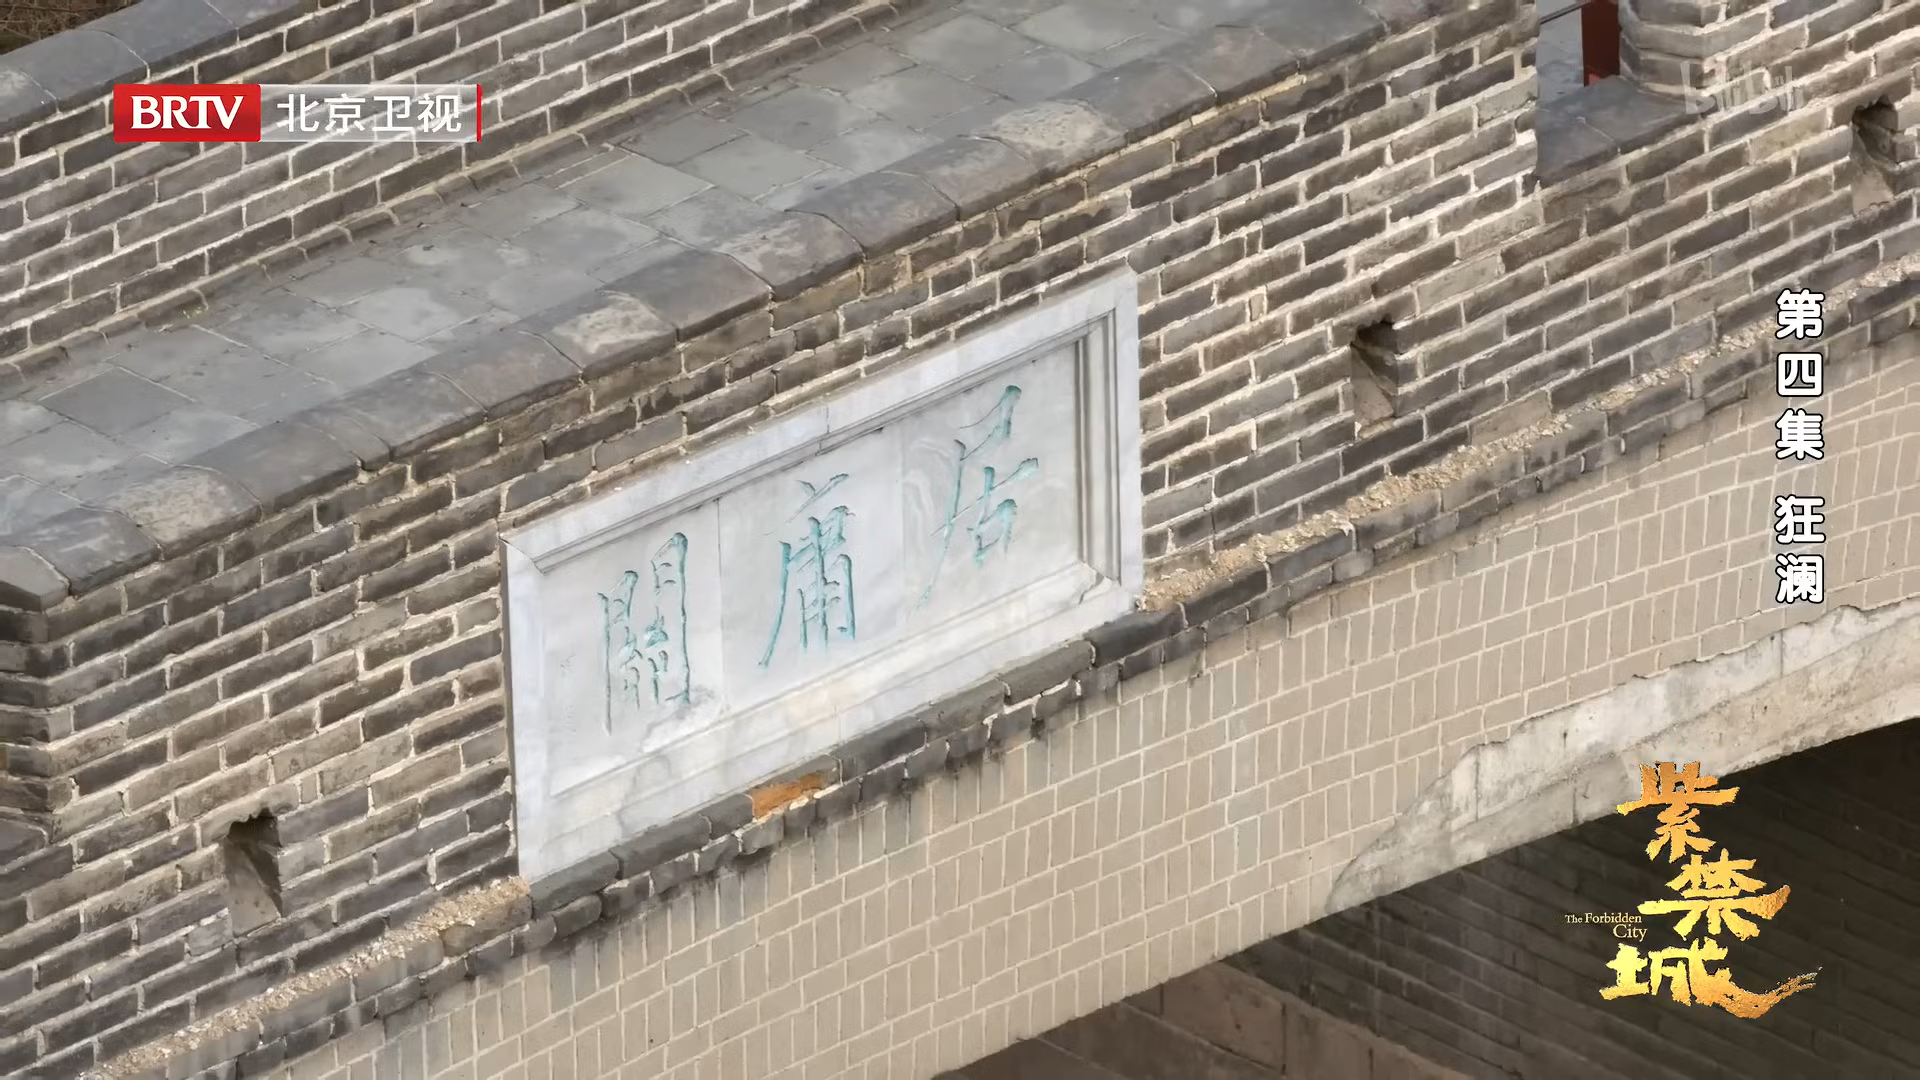 BRTV 北京卫视
bilibili
第四集 狂澜
居庸關
紫禁城
The Forbidden
City